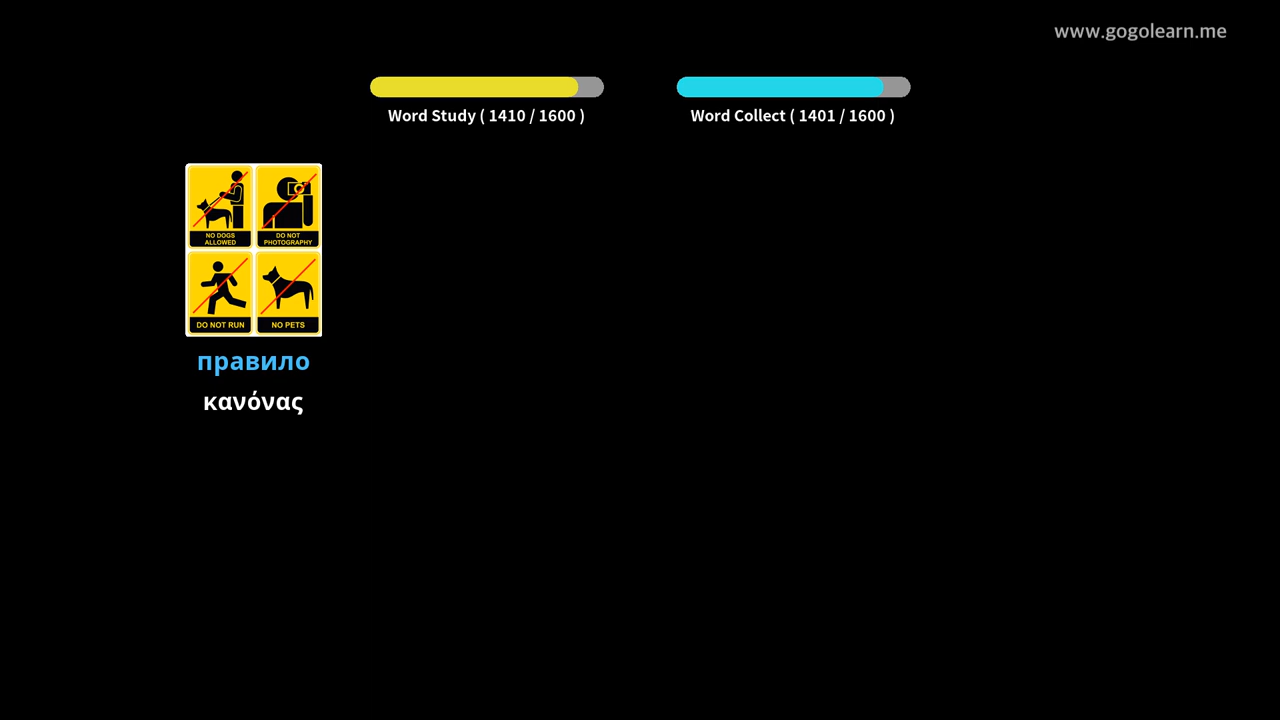 www.gogolearn.me
Word Study ( 1410 / 1600 )
Word Collect ( 1401 / 1600 )
NO DOGS
ALLOWED
DO NOT
PHOTOGRAPHY
DO NOT RUN
NO PETS
правило
κανόνας